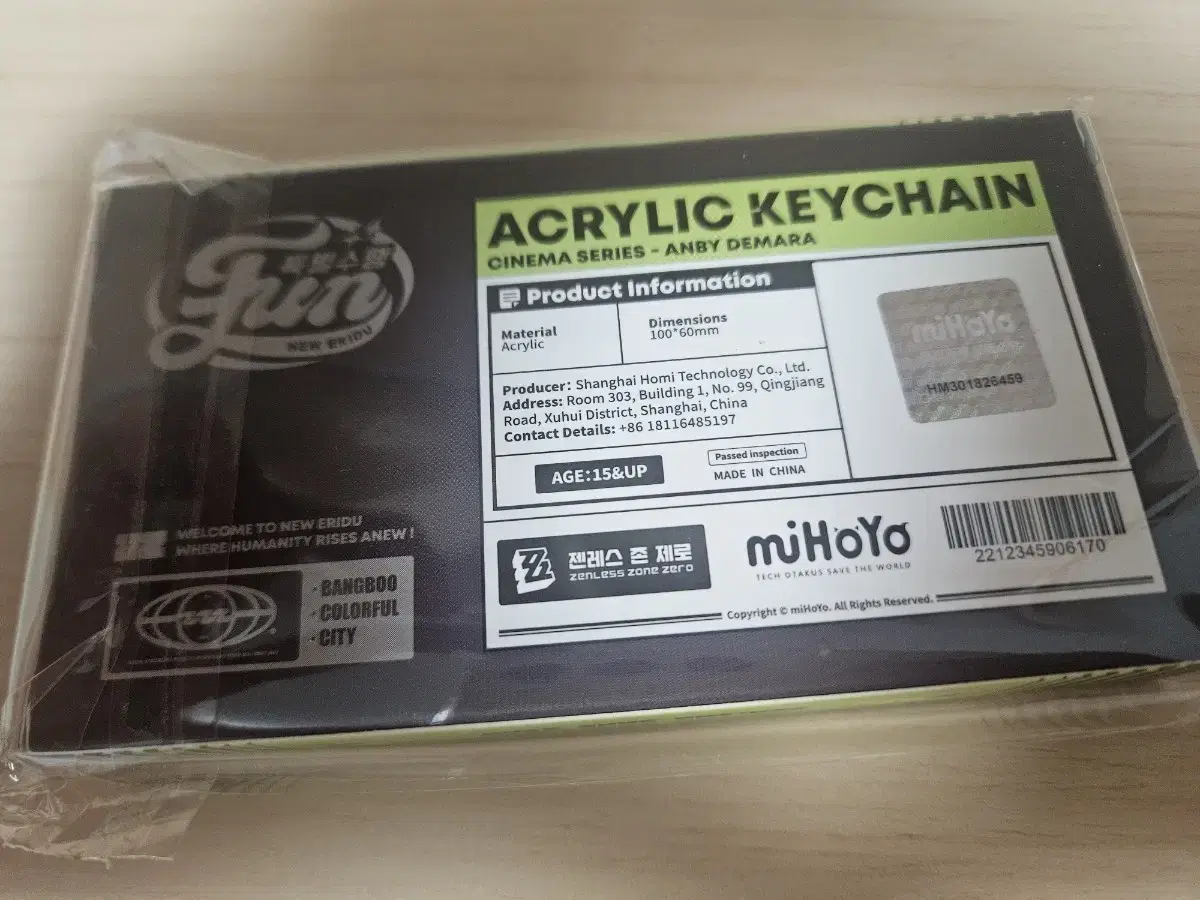 Fun
NEW ERIDU
WELCOME TO NEW ERIDU
WHERE HUMANITY RISES ANEW !
· BANGBOO
· COLORFUL
· CITY
ACRYLIC KEYCHAIN
CINEMA SERIES - ANBY DEMARA
Product Information
Material
Acrylic
Dimensions
100*60mm
Producer: Shanghai Homi Technology Co., Ltd.
Address: Room 303, Building 1, No. 99, Qingjiang
Road, Xuhui District, Shanghai, China
Contact Details: +86 18116485197
AGE:15&UP
Passed inspection
MADE IN CHINA
miHoYo
HM301826459
젠레스 존 제로
ZENLESS ZONE ZERO
miHoYo
TECH OTAKUS SAVE THE WORLD
2212345906170
Copyright © miHoYo. All Rights Reserved.